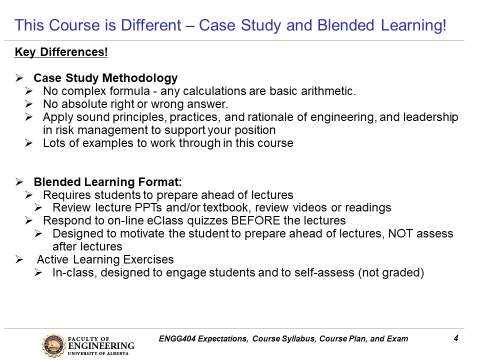 This Course is Different – Case Study and Blended Learning!
Key Differences!
Case Study Methodology
No complex formula - any calculations are basic arithmetic.
No absolute right or wrong answer.
Apply sound principles, practices, and rationale of engineering, and leadership
in risk management to support your position
Lots of examples to work through in this course
Blended Learning Format:
Requires students to prepare ahead of lectures
Review lecture PPTs and/or textbook, review videos or readings
Respond to on-line eClass quizzes BEFORE the lectures
Designed to motivate the student to prepare ahead of lectures, NOT assess
after lectures
Active Learning Exercises
In-class, designed to engage students and to self-assess (not graded)
FACULTY OF
ENGINEERING
UNIVERSITY OF ALBERTA
ENGG404 Expectations, Course Syllabus, Course Plan, and Exam
4